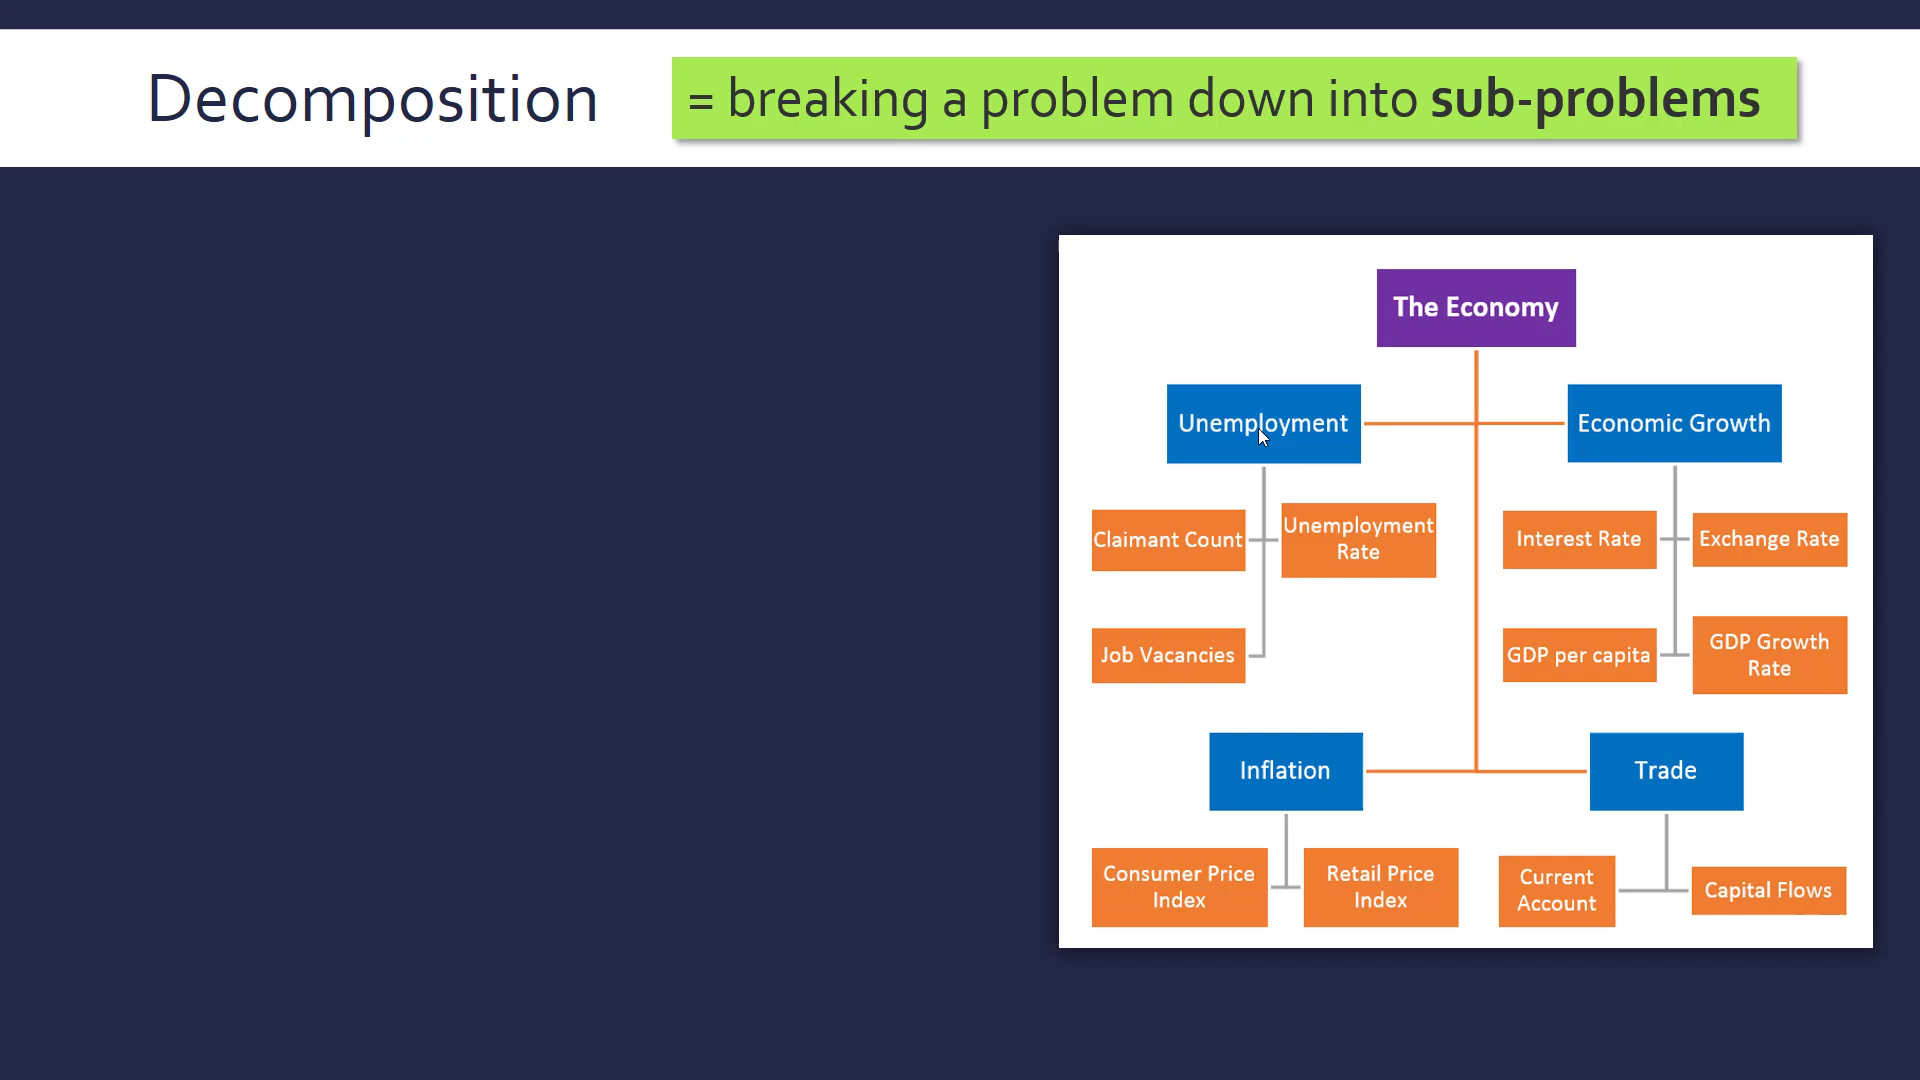 Decomposition
= breaking a problem down into sub-problems
The Economy
Unemployment
Economic Growth
Claimant Count
Unemployment
Rate
Interest Rate
Exchange Rate
Job Vacancies
GDP per capita
GDP Growth
Rate
Inflation
Trade
Consumer Price
Index
Retail Price
Index
Current
Account
Capital Flows